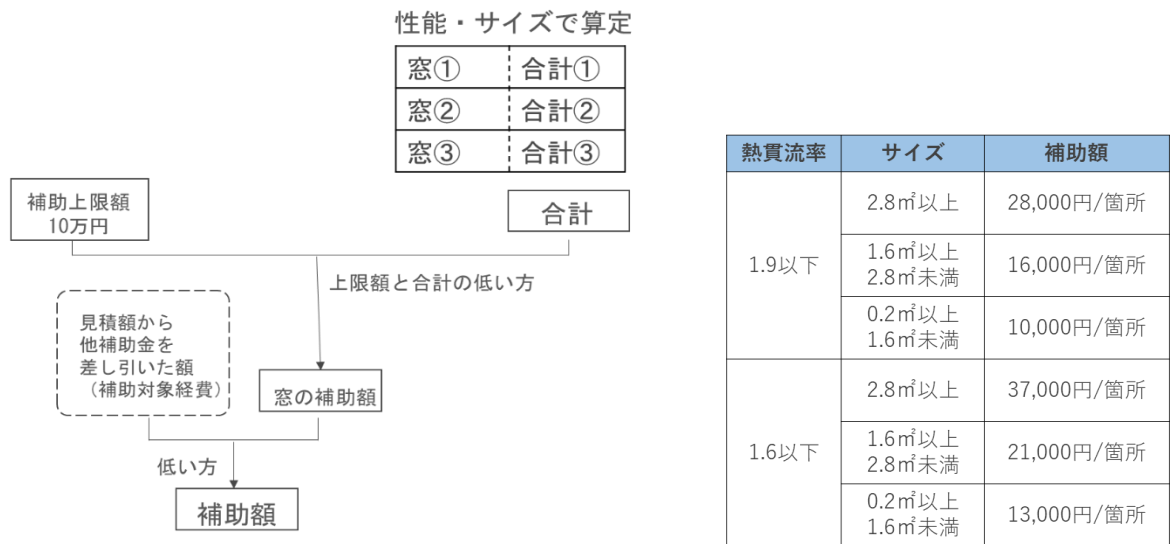 性能・サイズで算定
窓① 合計①
窓② 合計②
窓③ 合計③
補助上限額
10万円
合計
上限額と合計の低い方
見積額から
他補助金を
差し引いた額
（補助対象経費）
窓の補助額
低い方
補助額
熱貫流率 サイズ 補助額
1.9以下
2.8㎡以上 28,000円/箇所
1.6㎡以上
2.8㎡未満
16,000円/箇所
0.2㎡以上
1.6㎡未満
10,000円/箇所
1.6以下
2.8㎡以上 37,000円/箇所
1.6㎡以上
2.8㎡未満
21,000円/箇所
0.2㎡以上
1.6㎡未満
13,000円/箇所